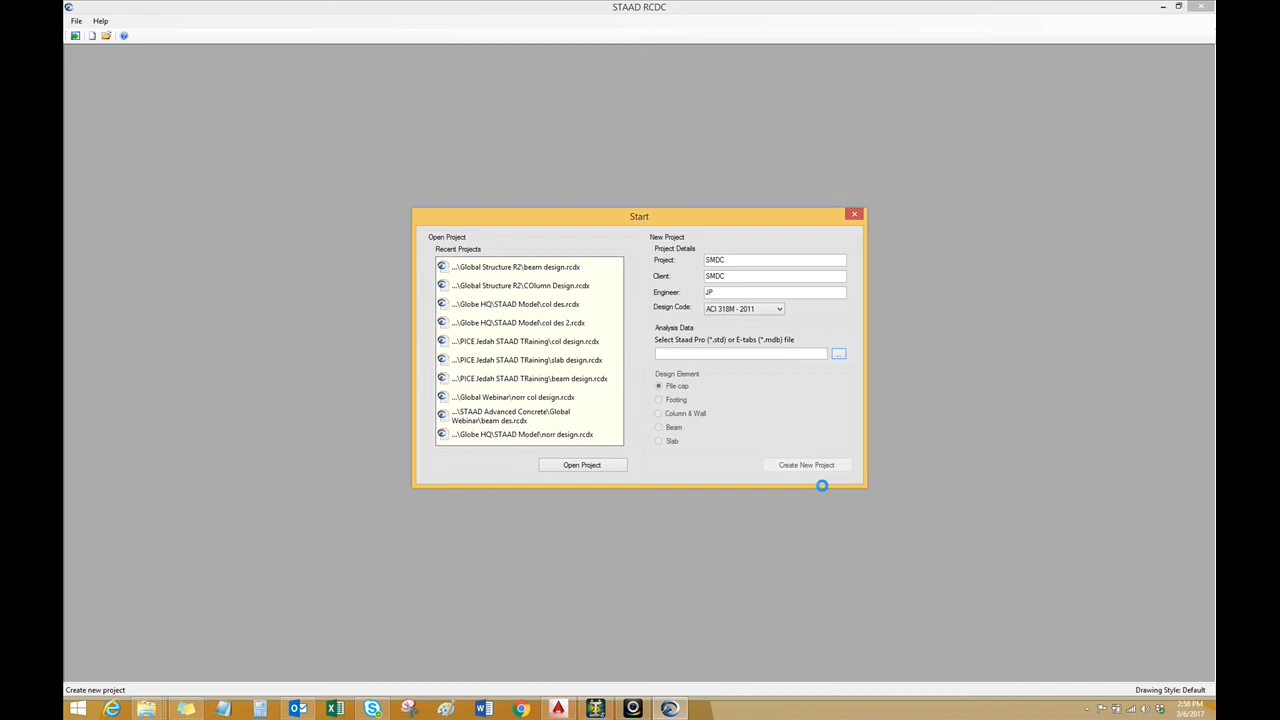 STAAD RCDC
File Help
Start
Open Project
Recent Projects
...\Global Structure R2\beam design.rcdx
...\Global Structure R2\COlumn Design.rcdx
...\Globe HQ\STAAD Model\col des.rcdx
...\Globe HQ\STAAD Model\col des 2.rcdx
...\PICE Jedah STAAD TRaining\col design.rcdx
...\PICE Jedah STAAD TRaining\slab design.rcdx
...\PICE Jedah STAAD TRaining\beam design.rcdx
...\Global Webinar\norr col design.rcdx
...\STAAD Advanced Concrete\Global
Webinar\beam des.rcdx
...\Globe HQ\STAAD Model\norr design.rcdx
Open Project
New Project
Project Details
Project: SMDC
Client: SMDC
Engineer: JP
Design Code: ACI 318M - 2011
Analysis Data
Select Staad Pro (*.std) or E-tabs (*.mdb) file
...
Design Element
Pile cap
Footing
Column & Wall
Beam
Slab
Create New Project
Create new project
Drawing Style: Default
2:58 PM
3/6/2017